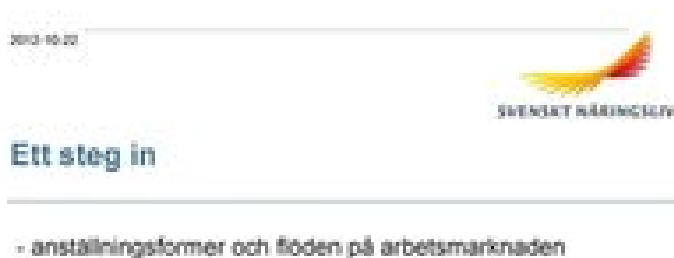 2012-10-22
SVENSKT NÄRINGSLIV
Ett steg in
- anställningsformer och flöden på arbetsmarknaden